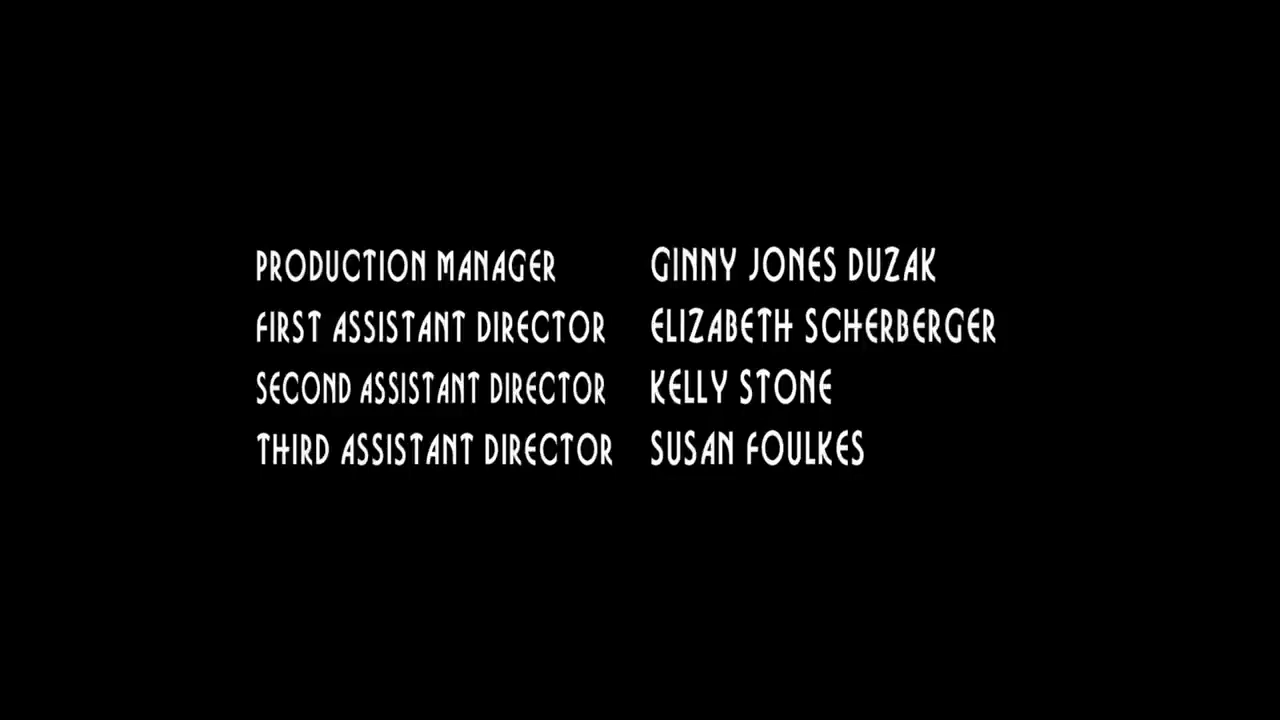 PRODUCTION MANAGER GINNY JONES DUZAK
FIRST ASSISTANT DIRECTOR ELIZABETH SCHERBERGER
SECOND ASSISTANT DIRECTOR KELLY STONE
THIRD ASSISTANT DIRECTOR SUSAN FOULKES